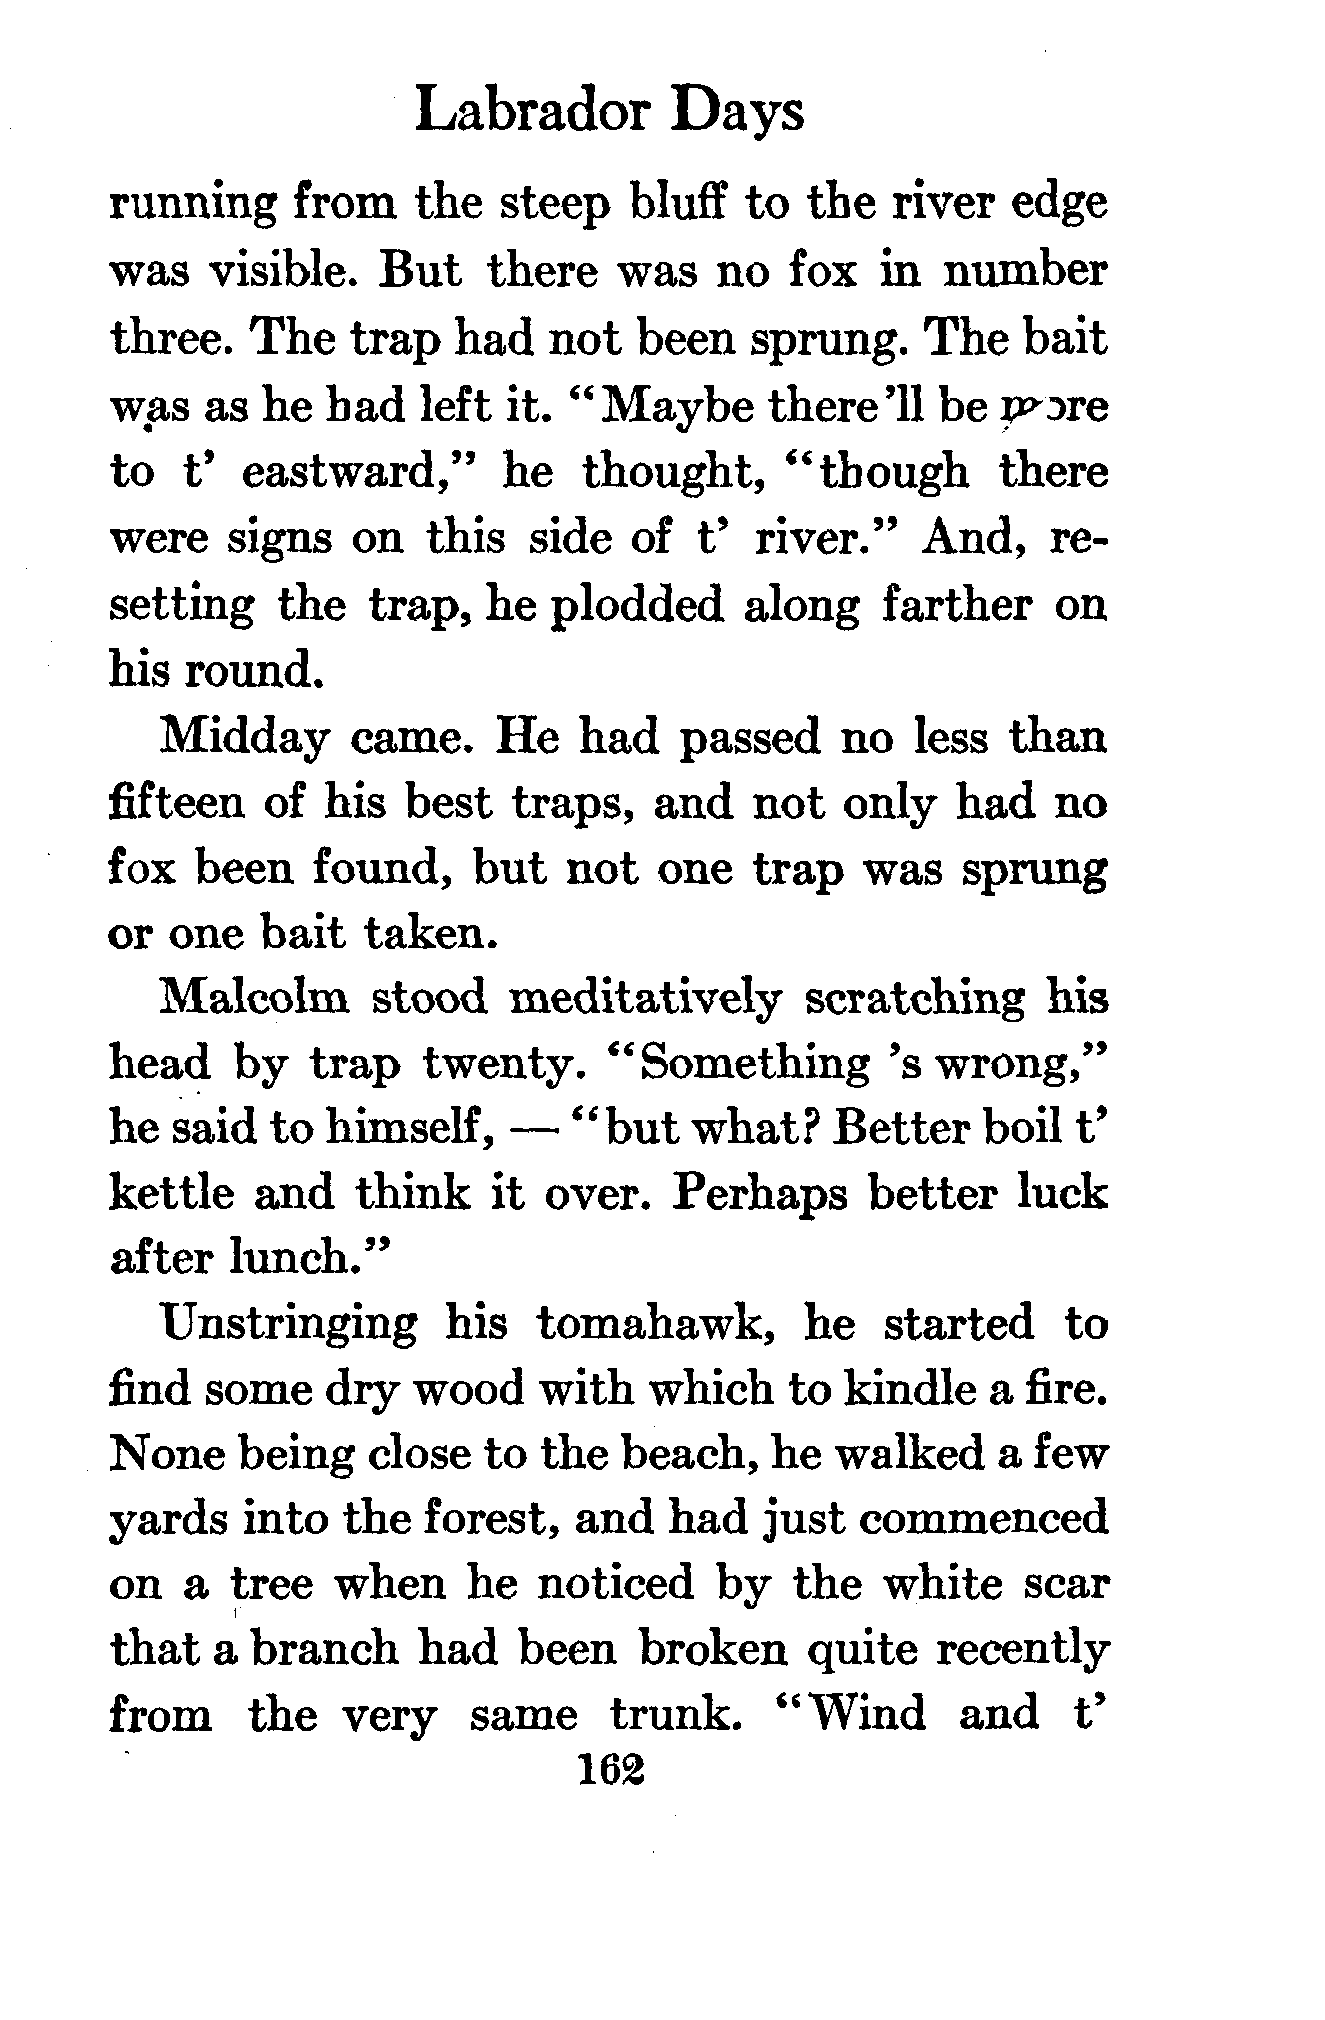 Labrador Days
running from the steep bluff to the river edge
was visible. But there was no fox in number
three. The trap had not been sprung. The bait
was as he had left it. “Maybe there 'll be more
to t' eastward,” he thought, “though there
were signs on this side of t' river.” And, re-
setting the trap, he plodded along farther on
his round.
Midday came. He had passed no less than
fifteen of his best traps, and not only had no
fox been found, but not one trap was sprung
or one bait taken.
Malcolm stood meditatively scratching his
head by trap twenty. “Something 's wrong,”
he said to himself, — “but what? Better boil t'
kettle and think it over. Perhaps better luck
after lunch.”
Unstringing his tomahawk, he started to
find some dry wood with which to kindle a fire.
None being close to the beach, he walked a few
yards into the forest, and had just commenced
on a tree when he noticed by the white scar
that a branch had been broken quite recently
from the very same trunk. “Wind and t'
162